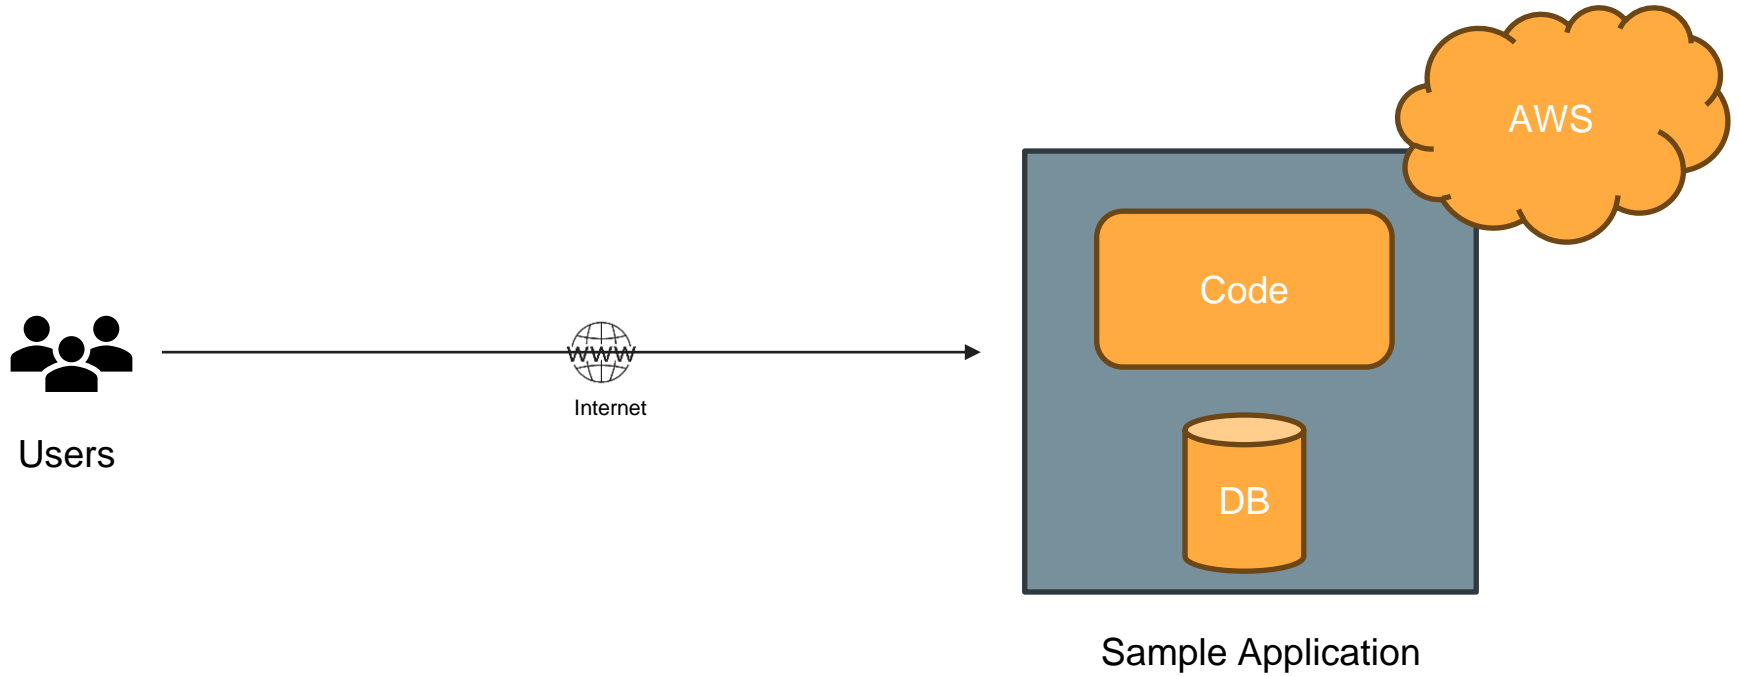 AWS
Code
WWW
Internet
Users
DB
Sample Application